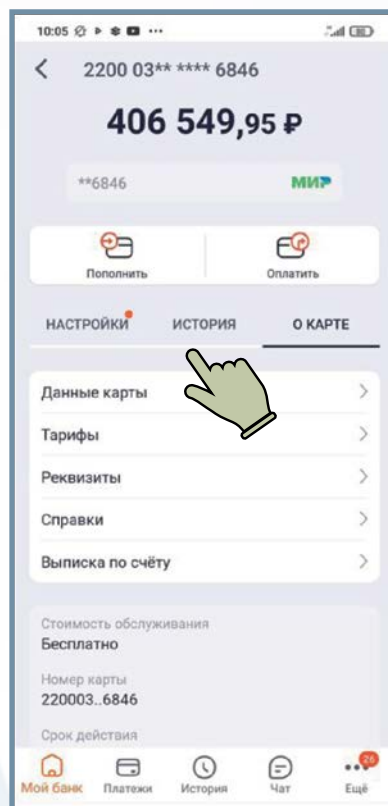 10:05
2200 03** **** 6846
406 549,95 ₽
**6846 МИР
Пополнить Оплатить
НАСТРОЙКИ ИСТОРИЯ О КАРТЕ
Данные карты
Тарифы
Реквизиты
Справки
Выписка по счёту
Стоимость обслуживания
Бесплатно
Номер карты
220003..6846
Срок действия
26
Мой банк Платежи История Чат Ещё